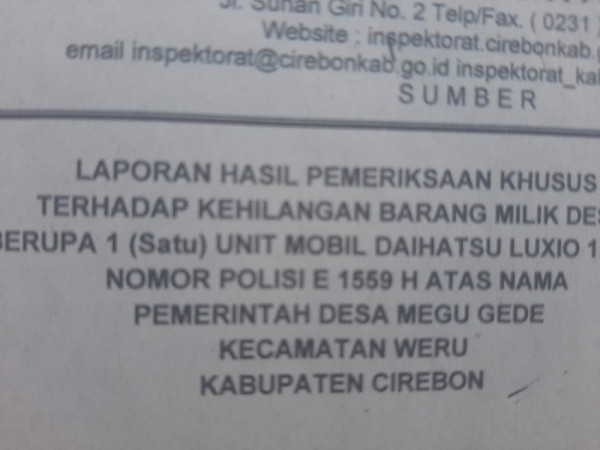 Jl. Sunan Giri No. 2 Telp/Fax. ( 0231 )
Website : inspektorat.cirebonkab.g
email inspektorat@cirebonkab.go.id inspektorat_kab
SUMBER
LAPORAN HASIL PEMERIKSAAN KHUSUS
TERHADAP KEHILANGAN BARANG MILIK DES
BERUPA 1 (Satu) UNIT MOBIL DAIHATSU LUXIO 1
NOMOR POLISI E 1559 H ATAS NAMA
PEMERINTAH DESA MEGU GEDE
KECAMATAN WERU
KABUPATEN CIREBON